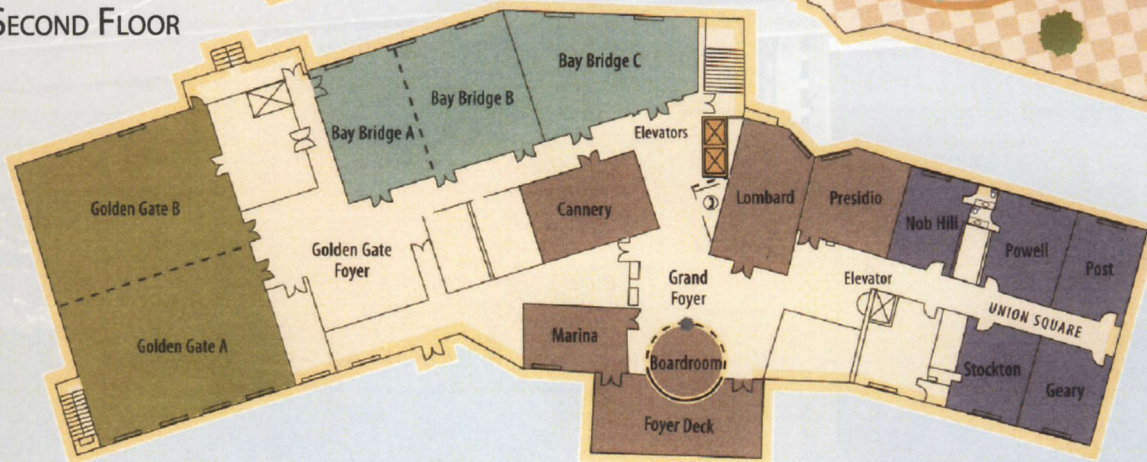 SECOND FLOOR
Bay Bridge C
Bay Bridge B
Bay Bridge A
Elevators
Golden Gate B
Cannery
Lombard
Presidio
Nob Hill
Powell
Post
Golden Gate
Foyer
Grand
Foyer
Elevator
UNION SQUARE
Golden Gate A
Marina
Boardroom
Stockton
Geary
Foyer Deck